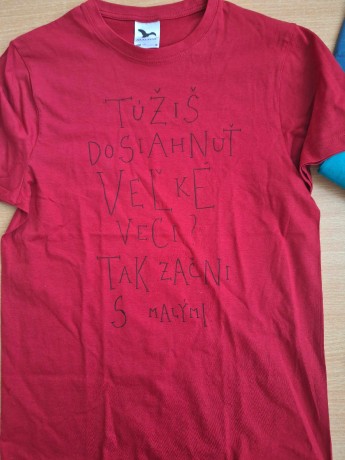 TÚŽIŠ
DOSIAHNUŤ
VEĽKÉ
VECI?
TAK ZAČNI
S MALÝMI